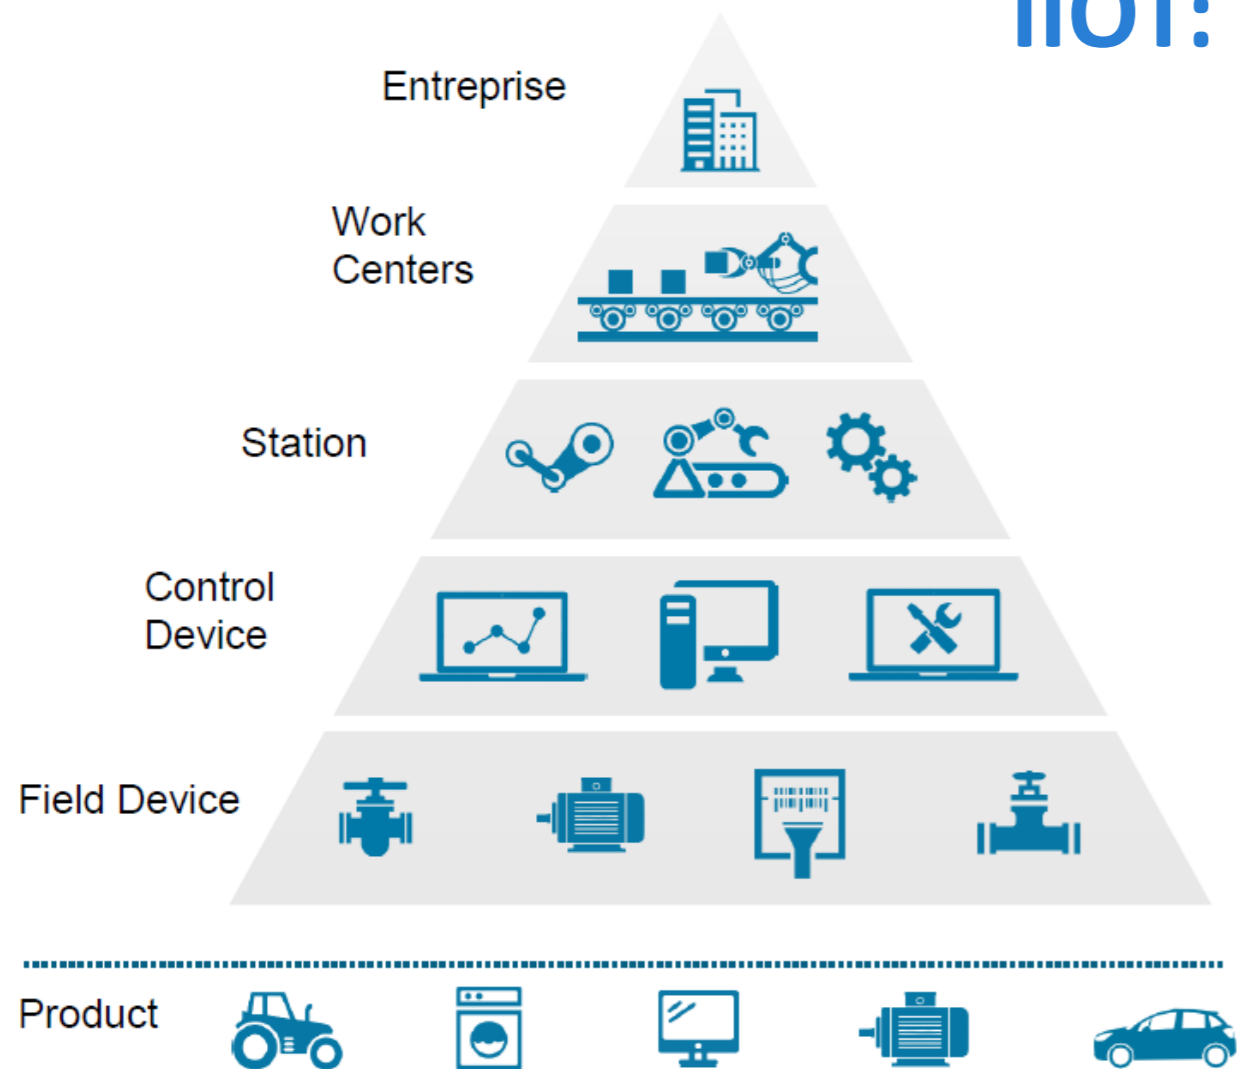 IIOT:
Entreprise
Work
Centers
Station
Control
Device
Field Device
Product